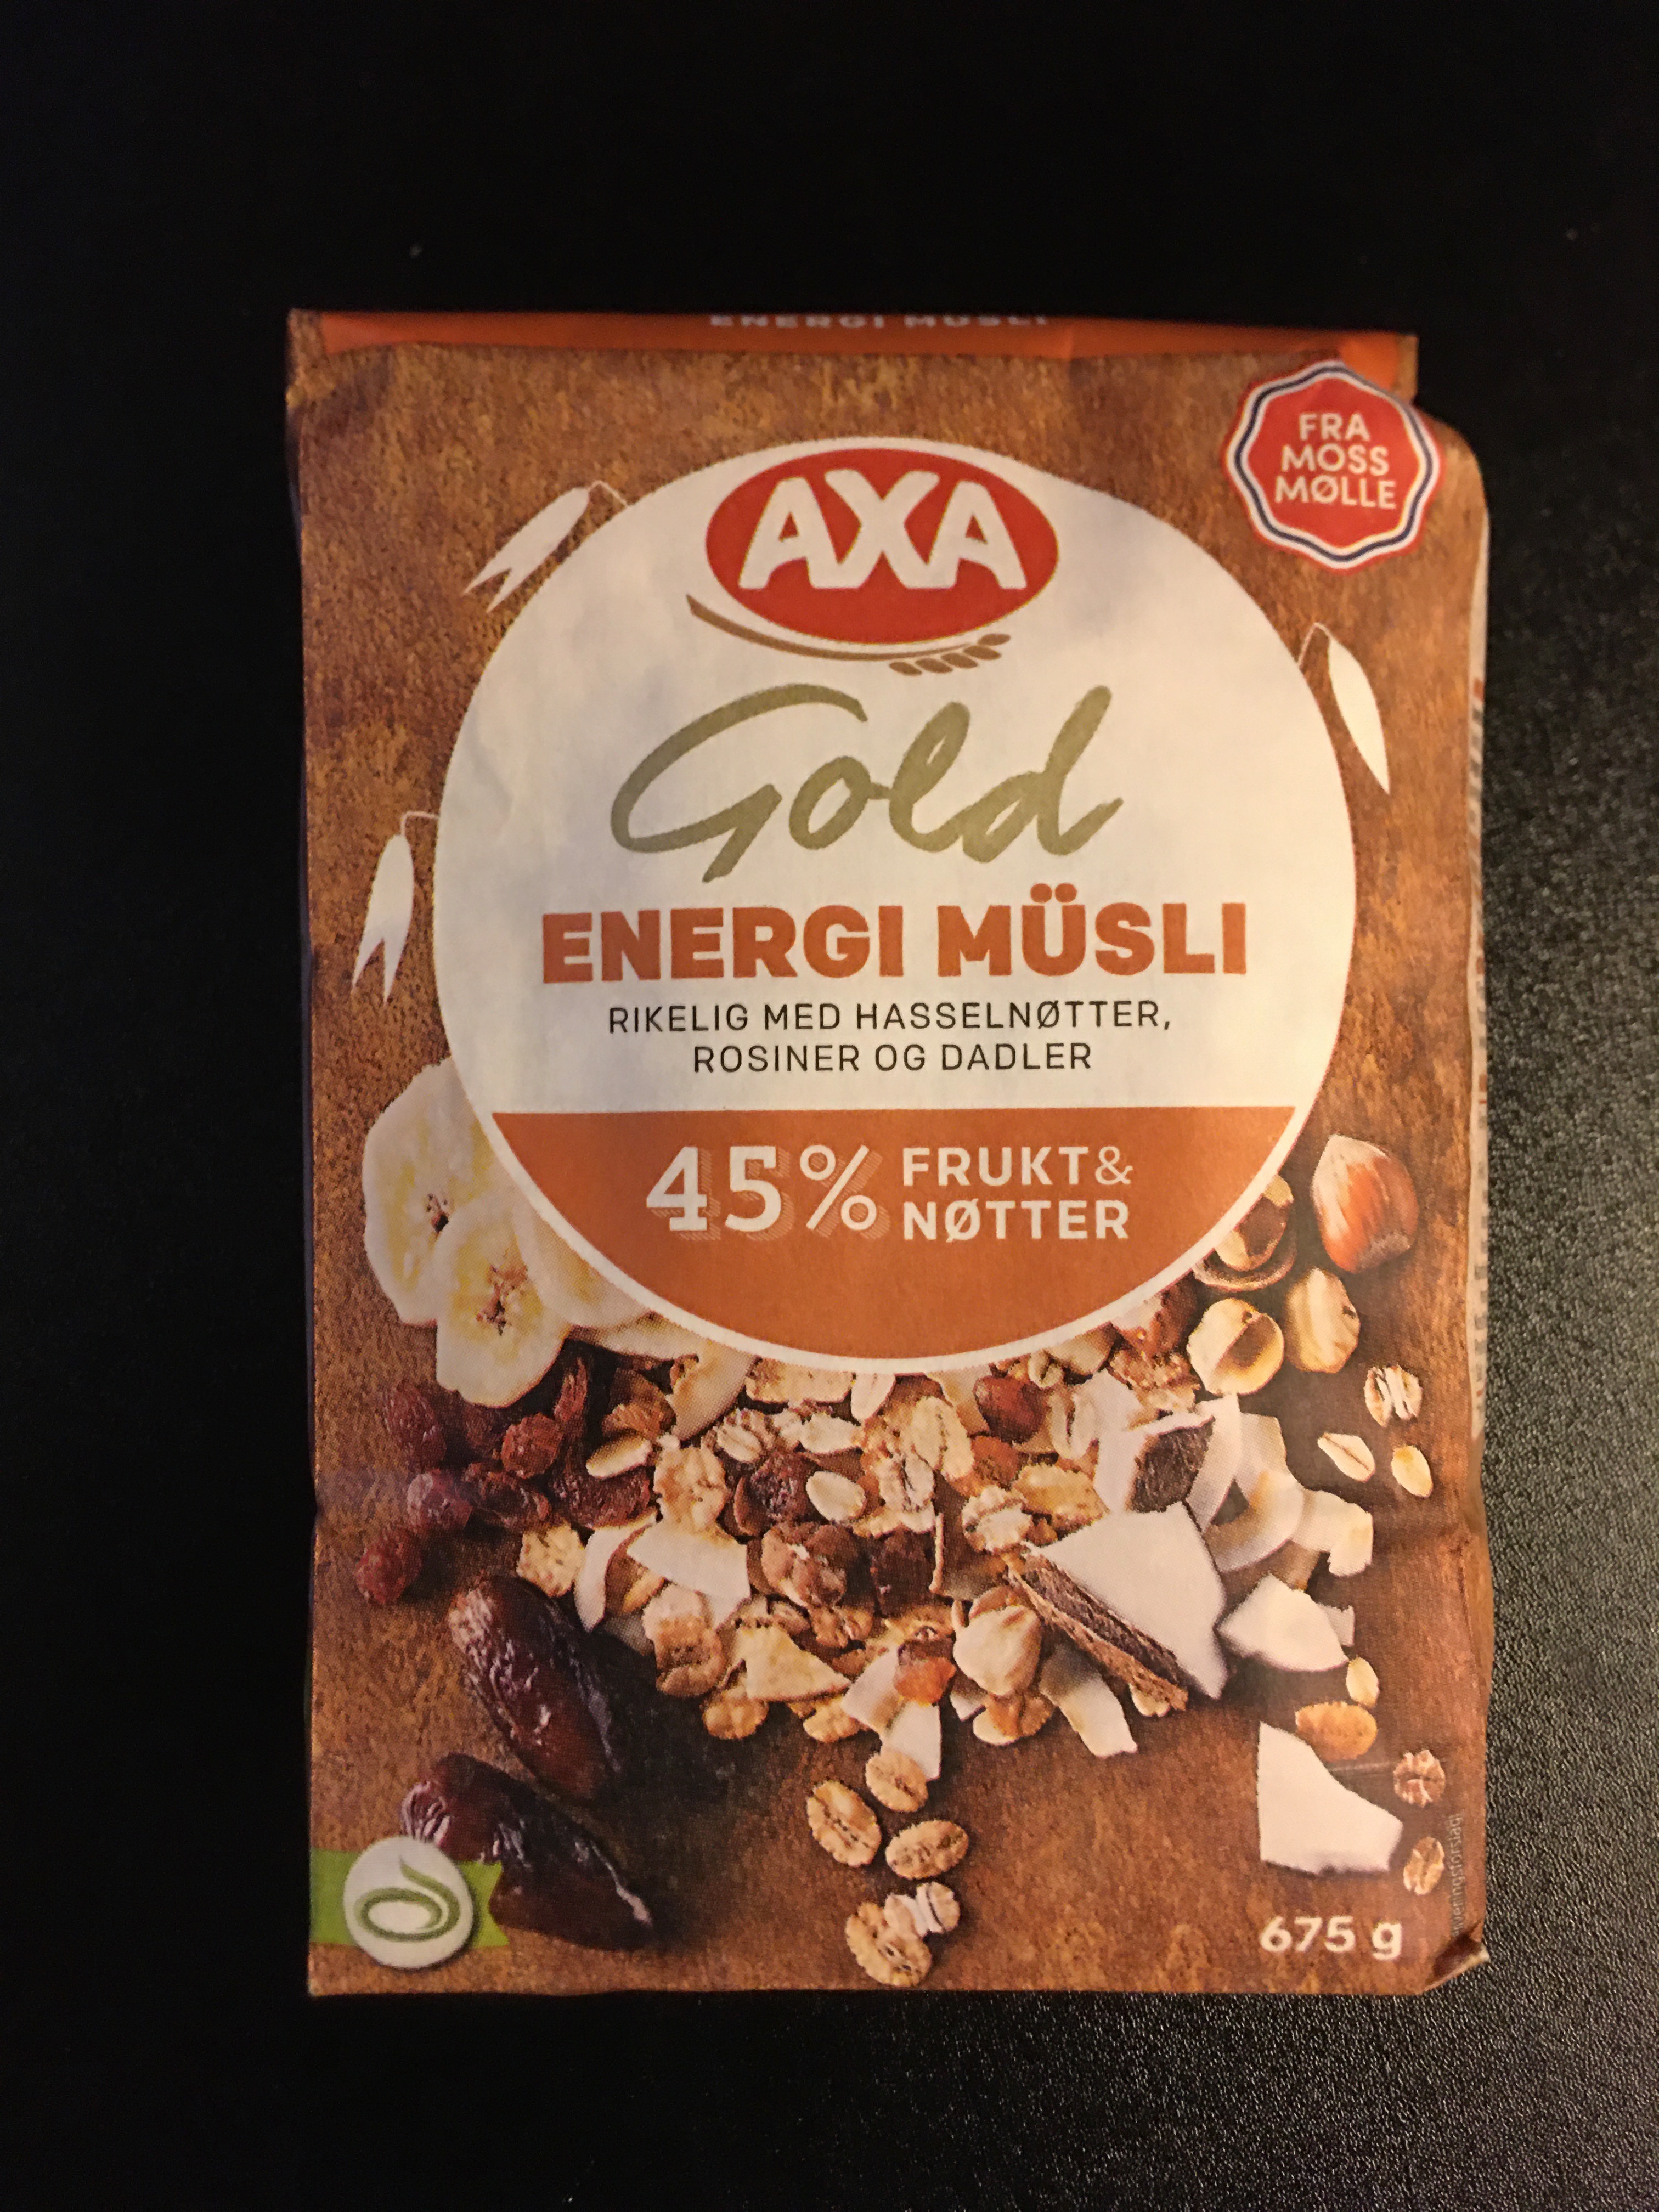 ENERGI MÜSLI
FRA
MOSS
MØLLE
AXA
Gold
ENERGI MÜSLI
RIKELIG MED HASSELNØTTER,
ROSINER OG DADLER
45% FRUKT&
NØTTER
675 g